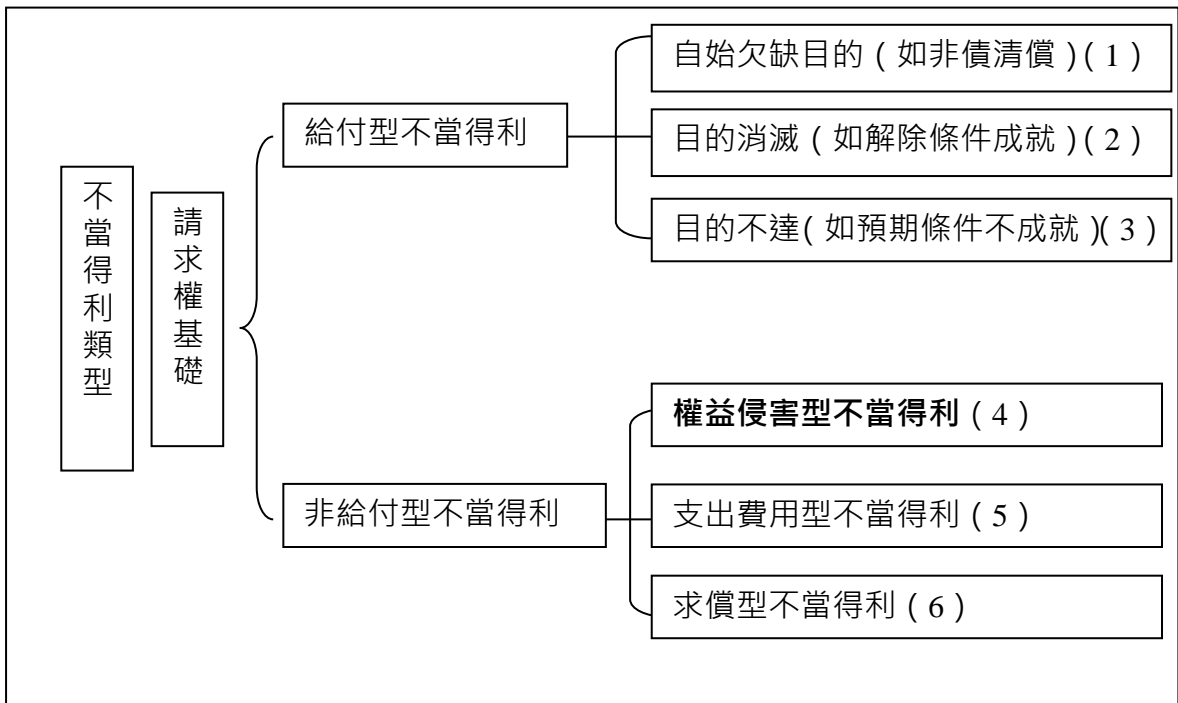 不當得利類型
請求權基礎
給付型不當得利
自始欠缺目的（如非債清償）（1）
目的消滅（如解除條件成就）（2）
目的不達（如預期條件不成就）（3）
非給付型不當得利
權益侵害型不當得利（4）
支出費用型不當得利（5）
求償型不當得利（6）